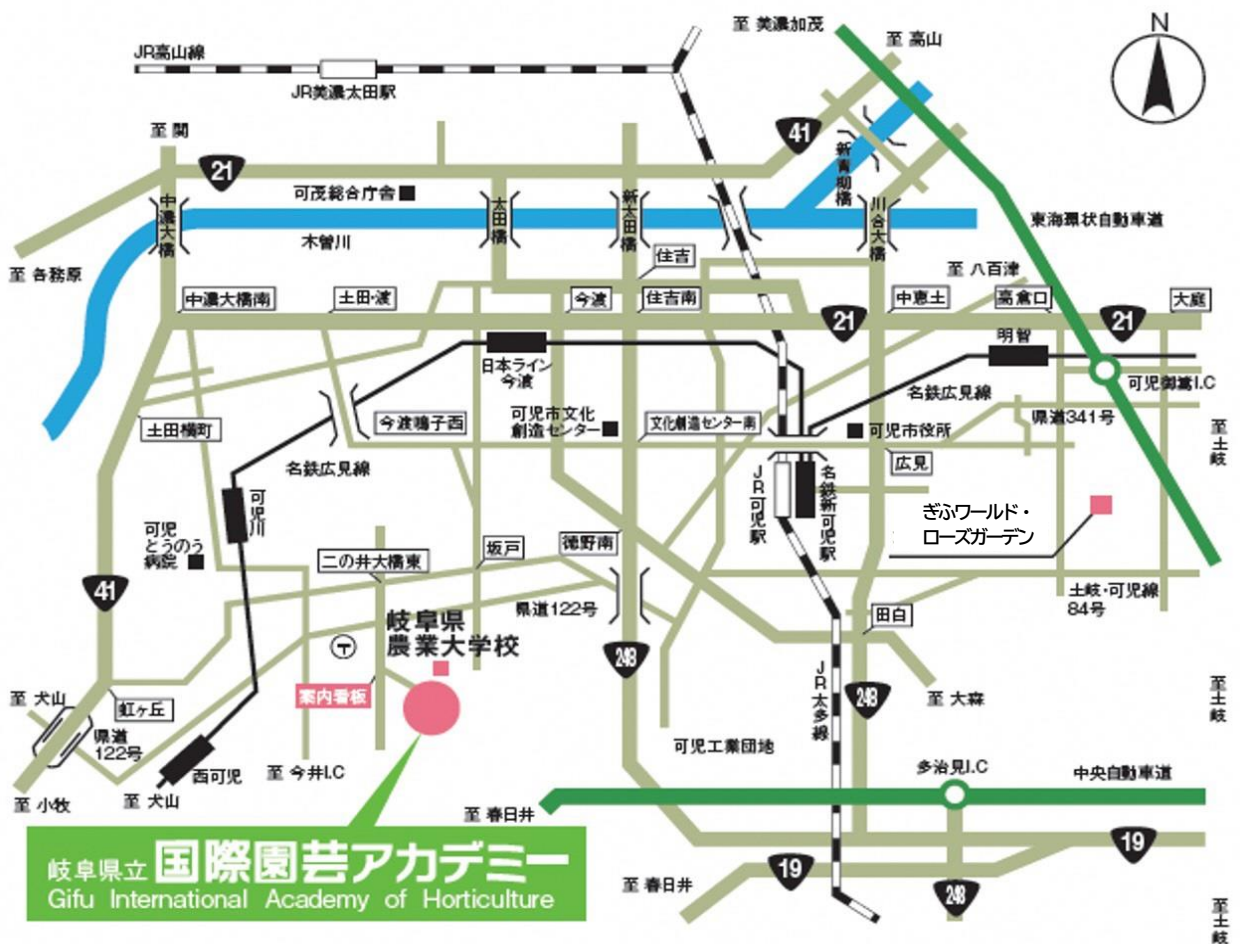 至 美濃加茂
N
至 高山
JR高山線
JR美濃太田駅
至 関
41
21
新青柳橋
可茂総合庁舎
中濃大橋
太田橋
新太田橋
川合大橋
東海環状自動車道
木曽川
住吉
至 各務原
至 八百津
中濃大橋南
土田・渡
今渡
住吉南
中恵土
高倉口
大庭
21
21
明智
日本ライン
今渡
可児御嵩I.C
名鉄広見線
土田横町
今渡鳴子西
可児市文化
創造センター
文化創造センター南
可児市役所
県道341号
至 土岐
名鉄広見線
広見
可児川
JR可児駅
名鉄新可児駅
ぎふワールド・
ローズガーデン
可児
とうのう
病院
二の井大橋東
坂戸
徳野南
41
県道122号
土岐・可児線
84号
岐阜県
農業大学校
田白
〒
248
案内看板
JR太多線
248
至 大森
至 土岐
至 犬山
虹ヶ丘
県道
122号
可児工業団地
西可児
至 今井I.C
多治見I.C
中央自動車道
至 小牧
至 犬山
至 春日井
岐阜県立 国際園芸アカデミー
Gifu International Academy of Horticulture
19
19
至 春日井
248
至 土岐